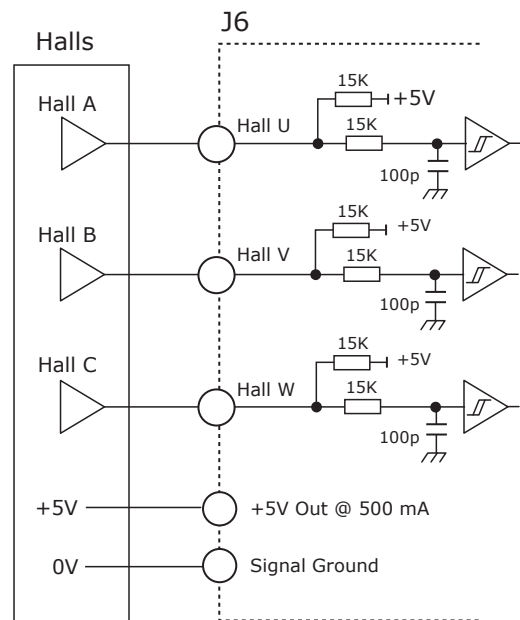 J6
Halls
15K
+5V
Hall A
Hall U
15K
100p
15K
+5V
Hall B
Hall V
15K
100p
15K
+5V
Hall C
Hall W
15K
100p
+5V
+5V Out @ 500 mA
0V
Signal Ground